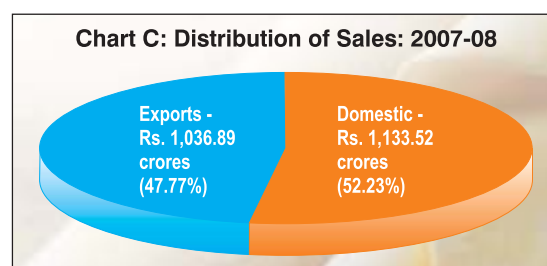 Chart C: Distribution of Sales: 2007-08
Exports -
Rs. 1,036.89
crores
(47.77%)
Domestic -
Rs. 1,133.52
crores
(52.23%)